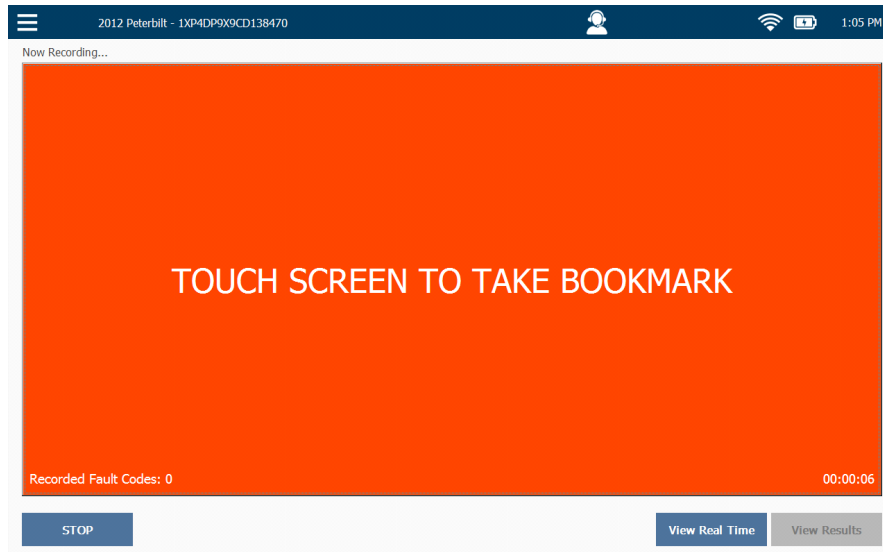 2012 Peterbilt - 1XP4DP9X9CD138470 1:05 PM
Now Recording...
TOUCH SCREEN TO TAKE BOOKMARK
Recorded Fault Codes: 0 00:00:06
STOP View Real Time View Results